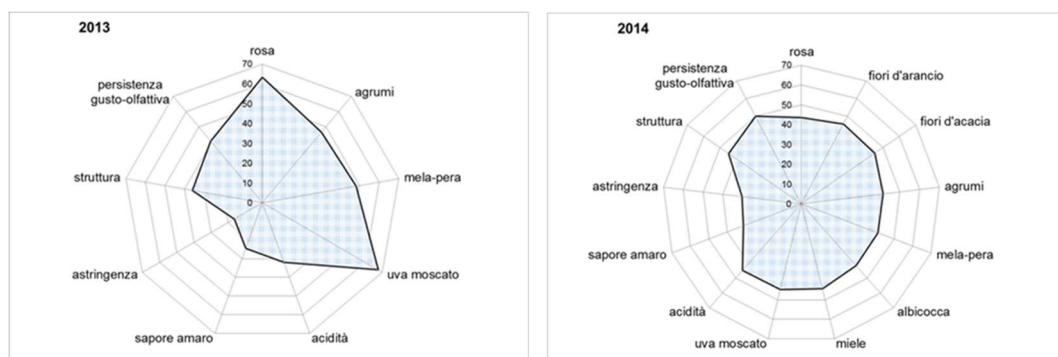 2013
rosa
agrumi
mela-pera
uva moscato
acidità
sapore amaro
astringenza
struttura
persistenza
gusto-olfattiva
70
60
50
40
30
20
10
0
2014
rosa
fiori d'arancio
fiori d'acacia
agrumi
mela-pera
albicocca
miele
uva moscato
acidità
sapore amaro
astringenza
struttura
persistenza
gusto-olfattiva
70
60
50
40
30
20
10
0